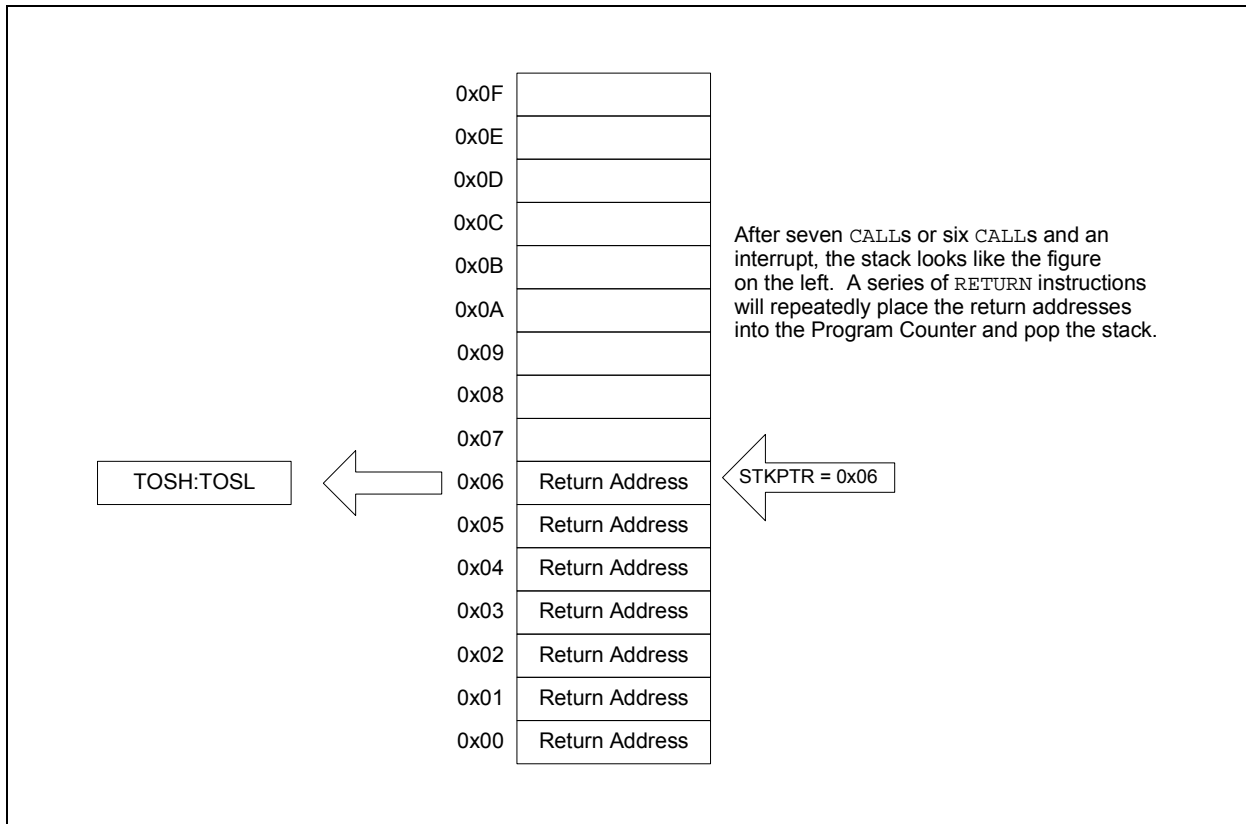 0x0F
0x0E
0x0D
0x0C
0x0B
0x0A
0x09
0x08
0x07
After seven CALLs or six CALLs and an
interrupt, the stack looks like the figure
on the left. A series of RETURN instructions
will repeatedly place the return addresses
into the Program Counter and pop the stack.
TOSH:TOSL
0x06 Return Address
STKPTR = 0x06
0x05 Return Address
0x04 Return Address
0x03 Return Address
0x02 Return Address
0x01 Return Address
0x00 Return Address